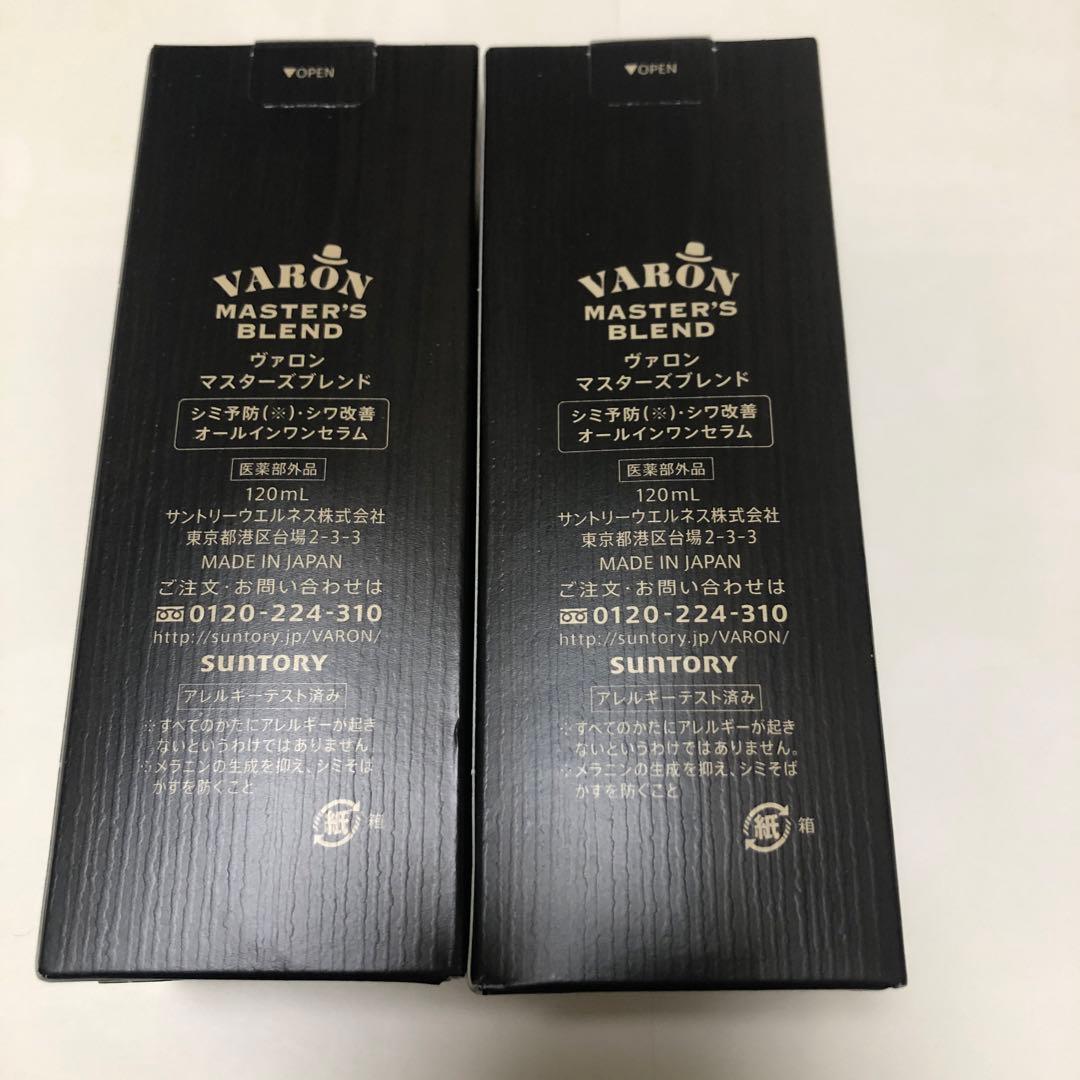 ▼OPEN
VARON
MASTER'S
BLEND
ヴァロン
マスターズブレンド
シミ予防(※)・シワ改善
オールインワンセラム
医薬部外品
120mL
サントリーウエルネス株式会社
東京都港区台場2-3-3
MADE IN JAPAN
ご注文・お問い合わせは
0120-224-310
http://suntory.jp/VARON/
SUNTORY
アレルギーテスト済み
※すべてのかたにアレルギーが起き
ないというわけではありません。
※メラニンの生成を抑え、シミそば
かすを防ぐこと
紙 箱
▼OPEN
VARON
MASTER'S
BLEND
ヴァロン
マスターズブレンド
シミ予防(※)・シワ改善
オールインワンセラム
医薬部外品
120mL
サントリーウエルネス株式会社
東京都港区台場2-3-3
MADE IN JAPAN
ご注文・お問い合わせは
0120-224-310
http://suntory.jp/VARON/
SUNTORY
アレルギーテスト済み
※すべてのかたにアレルギーが起き
ないというわけではありません。
※メラニンの生成を抑え、シミそば
かすを防ぐこと
紙 箱